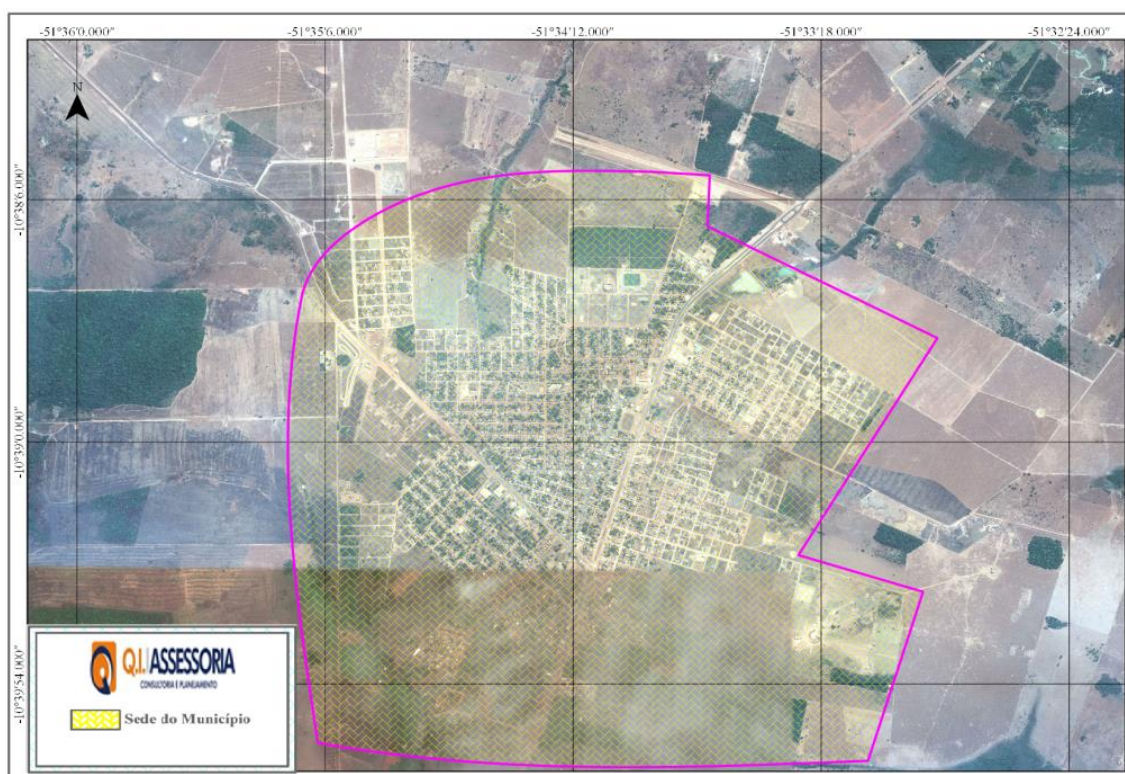 -51°36'0.000" -51°35'6.000" -51°34'12.000" -51°33'18.000" -51°32'24.000"
N
-10°38'6.000"
-10°39'0.000"
-10°39'54.000"
Q.I. ASSESSORIA
CONSULTORIA E PLANEJAMENTO
Sede do Município